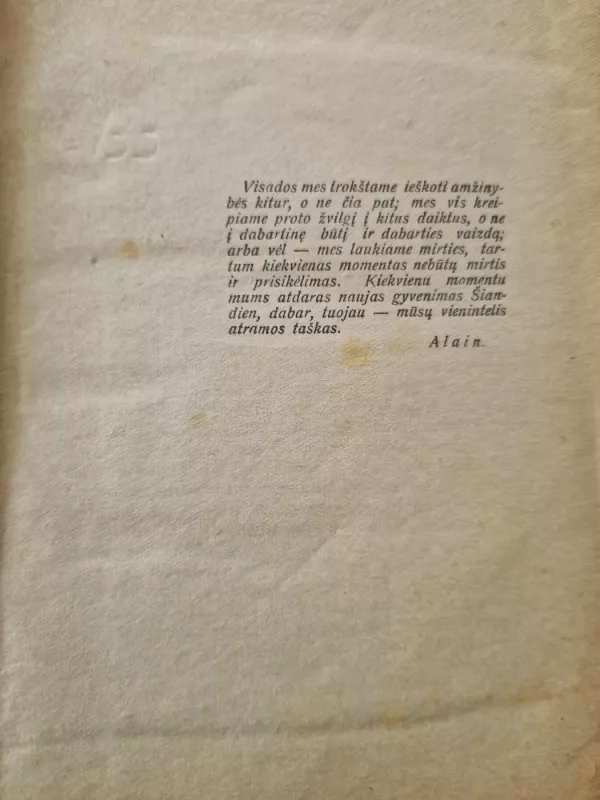 Visados mes trokštame ieškoti amžiny-
bės kitur, o ne čia pat; mes vis krei-
piame proto žvilgį į kitus daiktus, o ne
į dabartinę būtį ir dabarties vaizdą;
arba vėl — mes laukiame mirties, tar-
tum kiekvienas momentas nebūtų mirtis
ir prisikėlimas. Kiekvienu momentu
mums atdaras naujas gyvenimas Šian-
dien, dabar, tuojau — mūsų vienintelis
atramos taškas.
Alain.